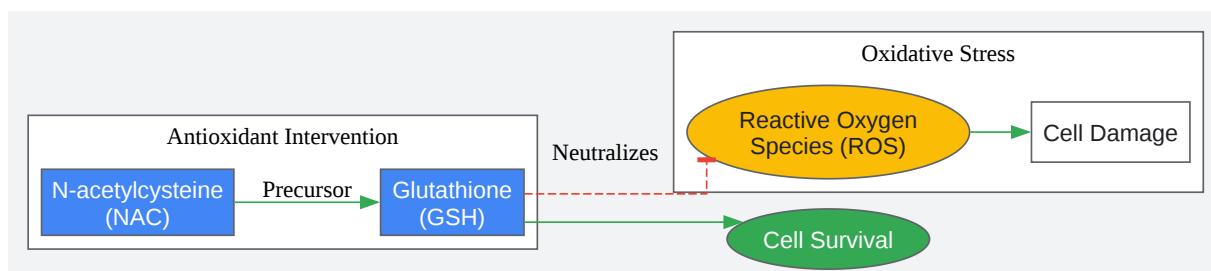 Oxidative Stress
Antioxidant Intervention
Neutralizes
Reactive Oxygen
Species (ROS)
Cell Damage
N-acetylcysteine
(NAC)
Precursor
Glutathione
(GSH)
Cell Survival